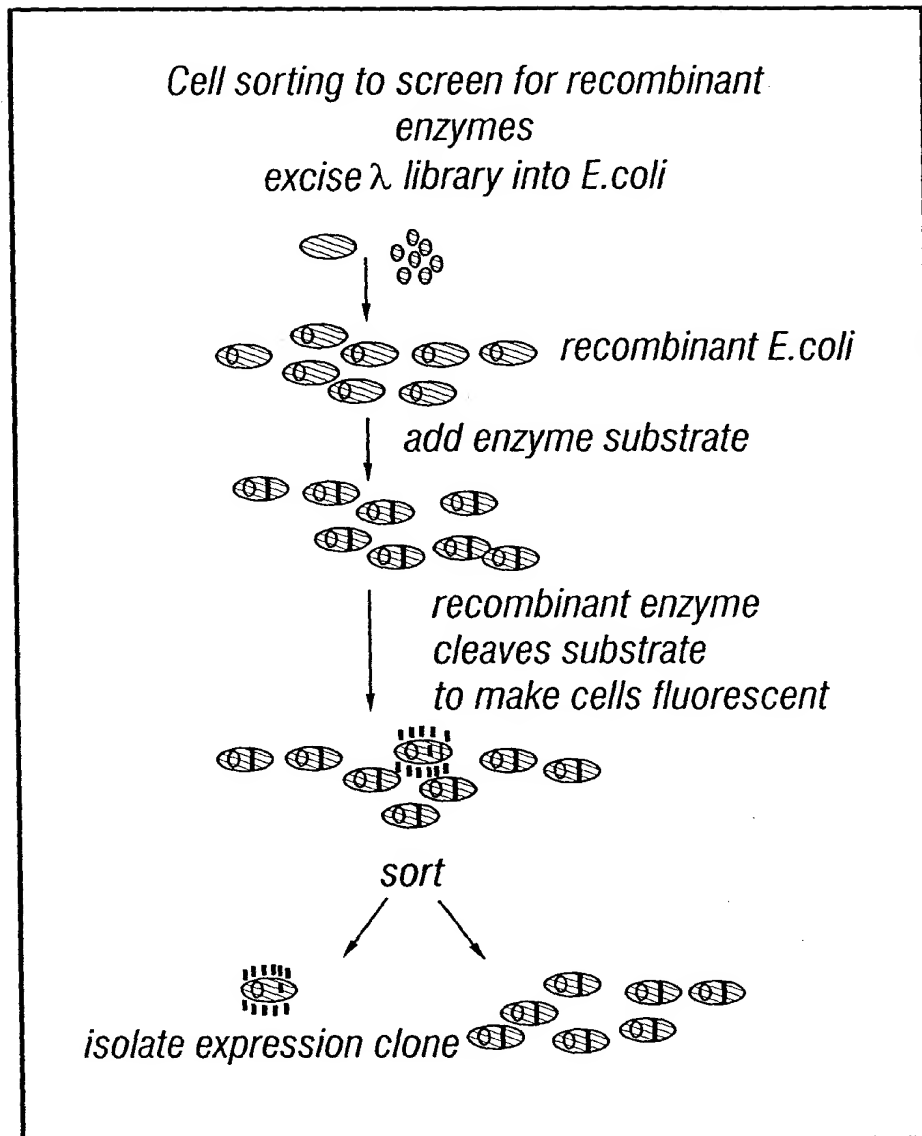 Cell sorting to screen for recombinant
enzymes
excise λ library into E.coli
recombinant E.coli
add enzyme substrate
recombinant enzyme
cleaves substrate
to make cells fluorescent
sort
isolate expression clone